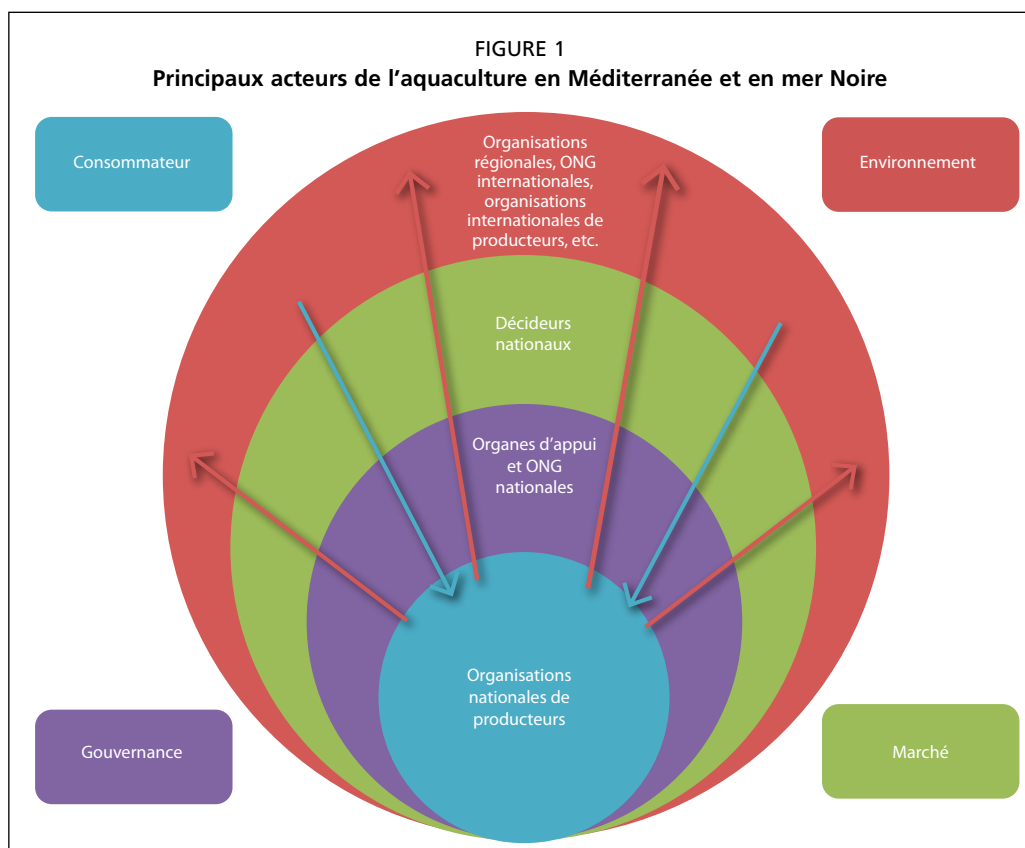 FIGURE 1
Principaux acteurs de l’aquaculture en Méditerranée et en mer Noire
Consommateur
Organisations
régionales, ONG
internationales,
organisations
internationales de
producteurs, etc.
Environnement
Décideurs
nationaux
Organes d’appui
et ONG
nationales
Organisations
nationales de
producteurs
Gouvernance
Marché